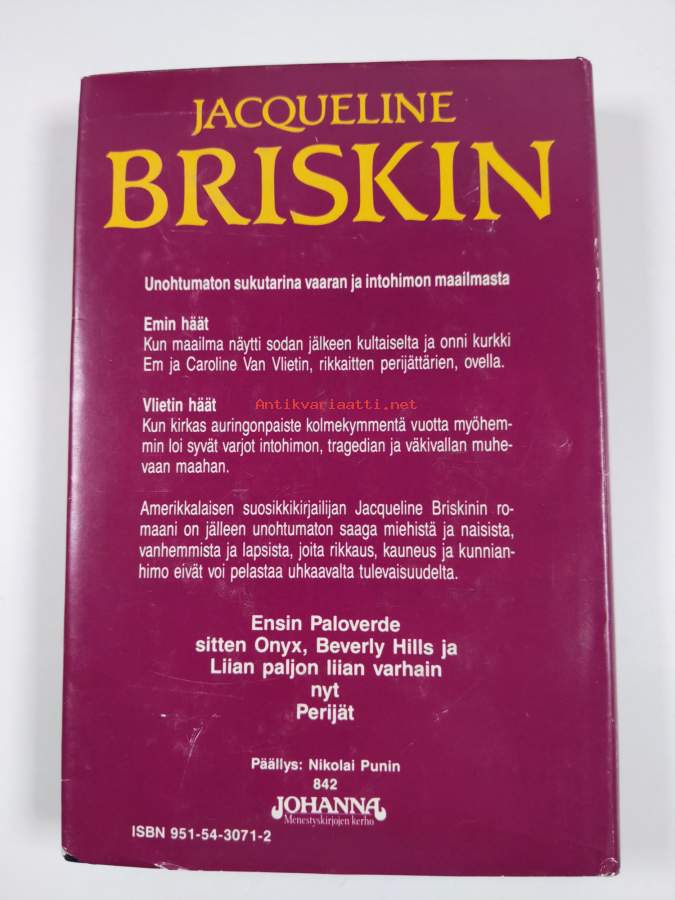 JACQUELINE
BRISKIN
Unohtumaton sukutarina vaaran ja intohimon maailmasta
Emin häät
Kun maailma näytti sodan jälkeen kultaiselta ja onni kurkki
Em ja Caroline Van Vlietin, rikkaitten perijättärien, ovella.
Vlietin häät
Antikvariaatti.net
Kun kirkas auringonpaiste kolmekymmentä vuotta myöhem-
min loi syvät varjot intohimon, tragedian ja väkivallan muhe-
vaan maahan.
Amerikkalaisen suosikkikirjailijan Jacqueline Briskinin ro-
maani on jälleen unohtumaton saaga miehistä ja naisista,
vanhemmista ja lapsista, joita rikkaus, kauneus ja kunnian-
himo eivät voi pelastaa uhkaavalta tulevaisuudelta.
Ensin Paloverde
sitten Onyx, Beverly Hills ja
Liian paljon liian varhain
nyt
Perijät
Päällys: Nikolai Punin
842
JOHANNA
Menestyskirjojen kerho
ISBN 951-54-3071-2